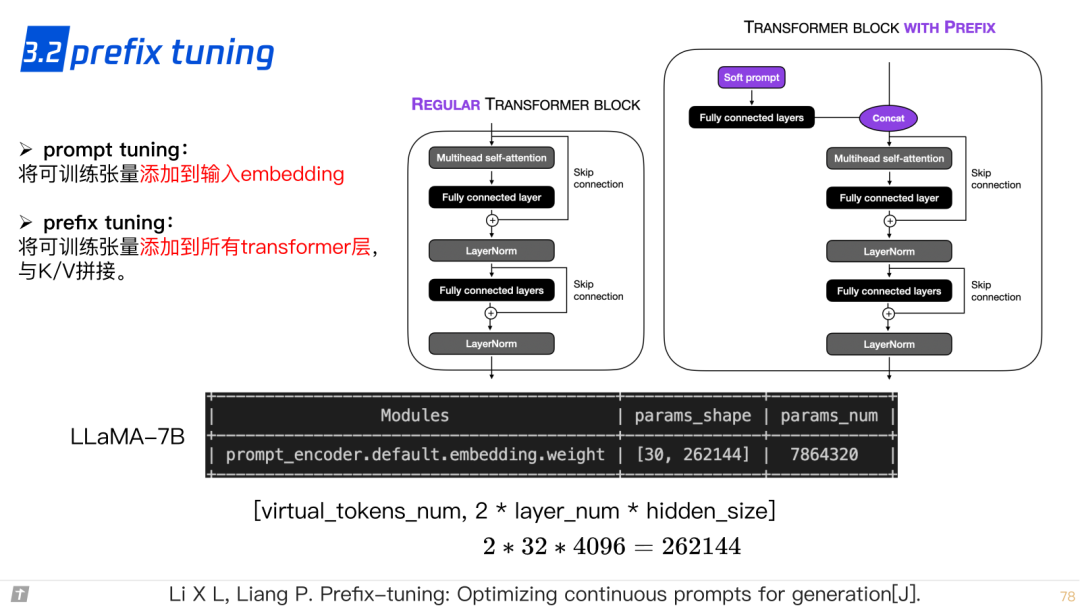 3.2 prefix tuning
➢ prompt tuning：
将可训练张量添加到输入embedding
➢ prefix tuning：
将可训练张量添加到所有transformer层，
与K/V拼接。
REGULAR TRANSFORMER BLOCK
Multihead self-attention
Fully connected layer
Skip
connection
+
LayerNorm
Fully connected layers
Skip
connection
+
LayerNorm
TRANSFORMER BLOCK WITH PREFIX
Soft prompt
Fully connected layers
Concat
Multihead self-attention
Fully connected layer
Skip
connection
+
LayerNorm
Fully connected layers
Skip
connection
+
LayerNorm
LLaMA-7B
| Modules | params_shape | params_num |
| prompt_encoder.default.embedding.weight | [30, 262144] | 7864320 |
[virtual_tokens_num, 2 * layer_num * hidden_size]
2 * 32 * 4096 = 262144
Li X L, Liang P. Prefix-tuning: Optimizing continuous prompts for generation[J].
78